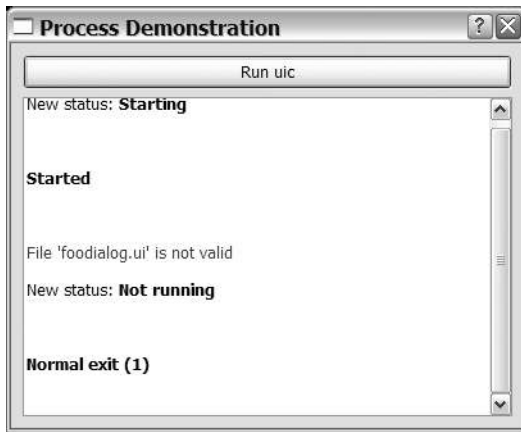 Process Demonstration
?
Run uic
New status: Starting
Started
File 'foodialog.ui' is not valid
New status: Not running
Normal exit (1)